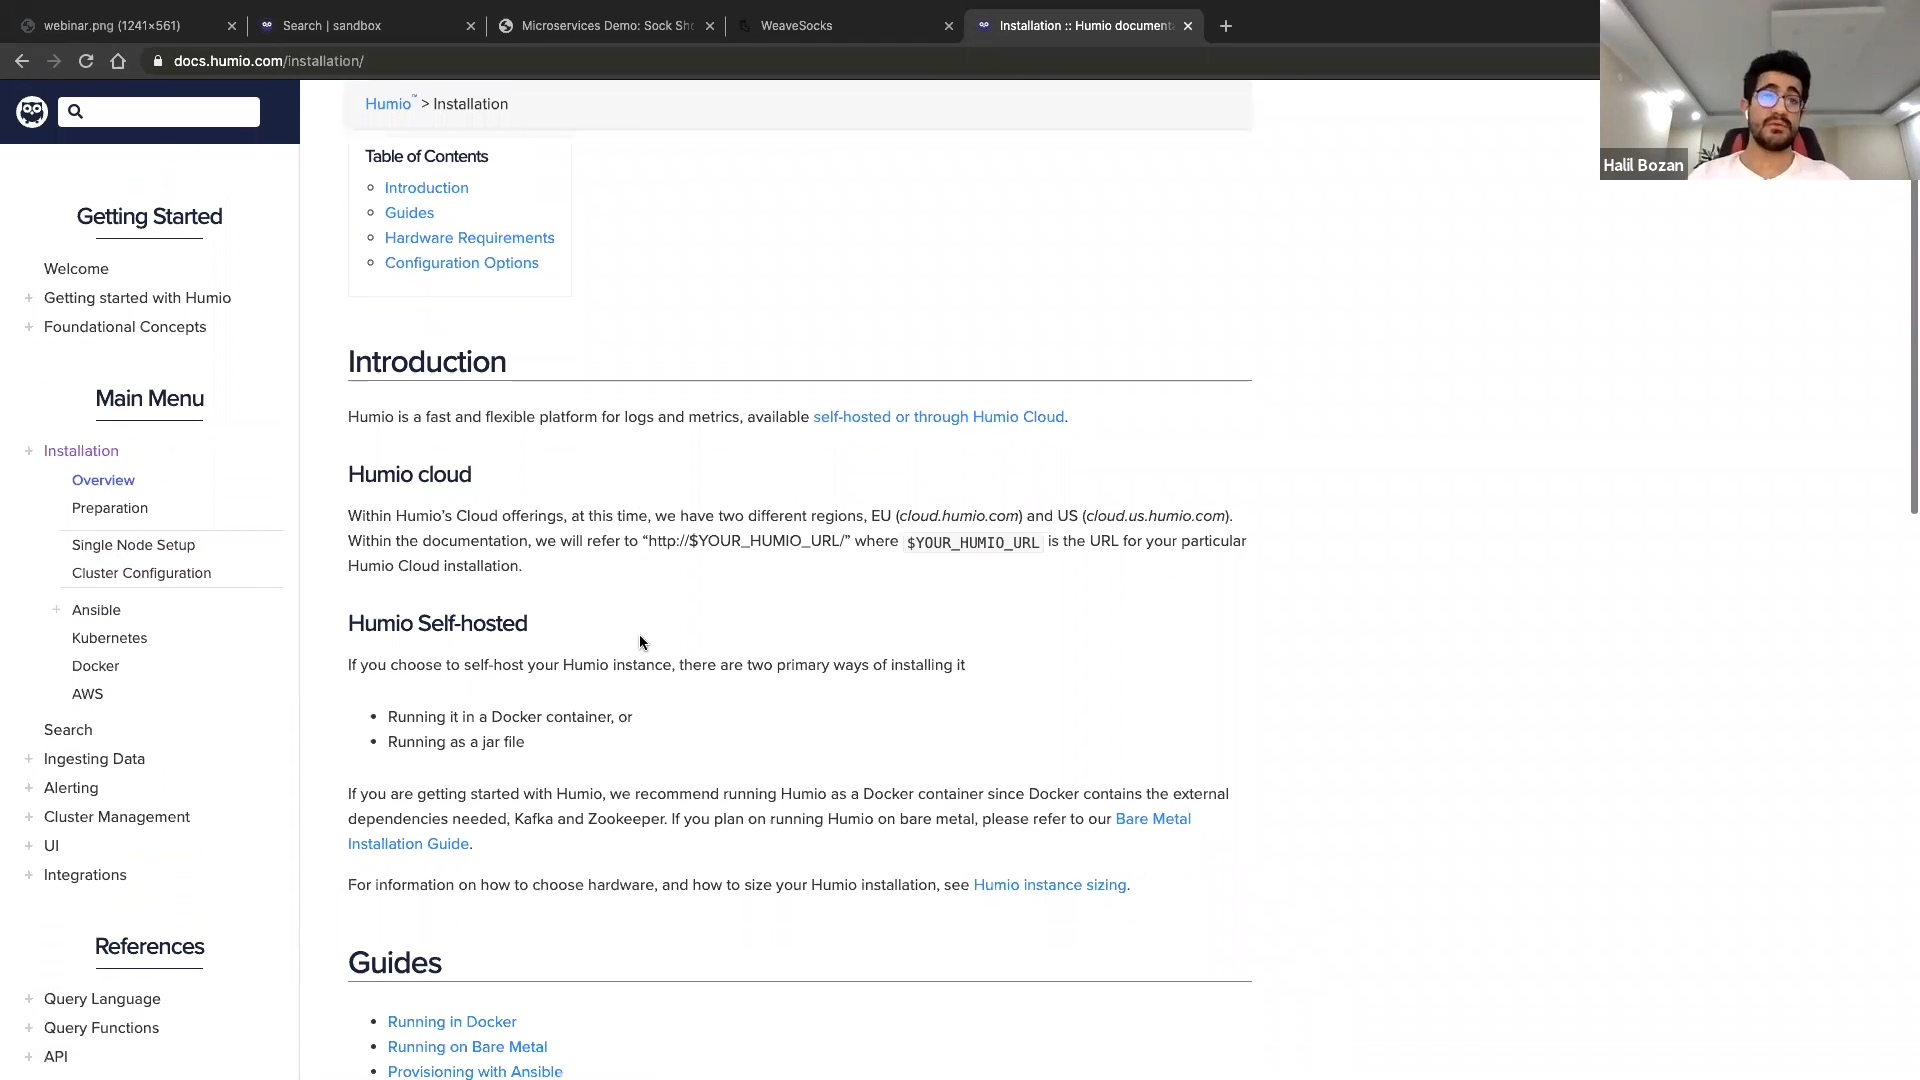 webinar.png (1241×561)
Search | sandbox
Microservices Demo: Sock Sh
WeaveSocks
Installation :: Humio document
docs.humio.com/installation/
Halil Bozan
Humio™ > Installation
Table of Contents
Introduction
Guides
Hardware Requirements
Configuration Options
Getting Started
Welcome
Getting started with Humio
Foundational Concepts
Main Menu
Installation
Overview
Preparation
Single Node Setup
Cluster Configuration
Ansible
Kubernetes
Docker
AWS
Search
Ingesting Data
Alerting
Cluster Management
UI
Integrations
References
Query Language
Query Functions
API
Introduction
Humio is a fast and flexible platform for logs and metrics, available self-hosted or through Humio Cloud.
Humio cloud
Within Humio’s Cloud offerings, at this time, we have two different regions, EU (cloud.humio.com) and US (cloud.us.humio.com).
Within the documentation, we will refer to “http://$YOUR_HUMIO_URL/” where $YOUR_HUMIO_URL is the URL for your particular
Humio Cloud installation.
Humio Self-hosted
If you choose to self-host your Humio instance, there are two primary ways of installing it
• Running it in a Docker container, or
• Running as a jar file
If you are getting started with Humio, we recommend running Humio as a Docker container since Docker contains the external
dependencies needed, Kafka and Zookeeper. If you plan on running Humio on bare metal, please refer to our Bare Metal
Installation Guide.
For information on how to choose hardware, and how to size your Humio installation, see Humio instance sizing.
Guides
• Running in Docker
• Running on Bare Metal
• Provisioning with Ansible